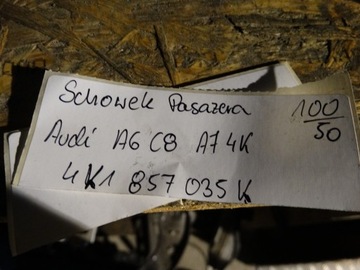 Schowek Pasażera 100/50
Audi A6 C8 A7 4K
4K1 857 035 K